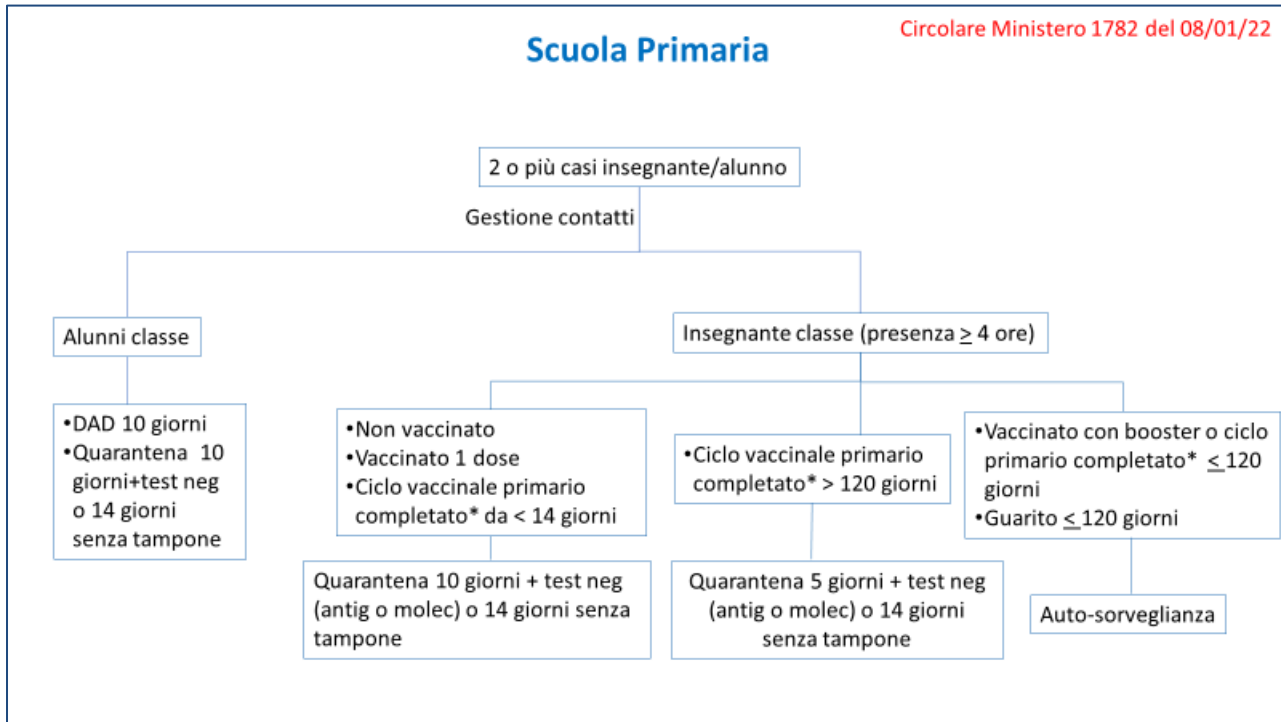 Circolare Ministero 1782 del 08/01/22
Scuola Primaria
2 o più casi insegnante/alunno
Gestione contatti
Alunni classe
Insegnante classe (presenza ≥ 4 ore)
•DAD 10 giorni
•Quarantena 10
giorni+test neg
o 14 giorni
senza tampone
•Non vaccinato
•Vaccinato 1 dose
•Ciclo vaccinale primario
completato* da < 14 giorni
•Ciclo vaccinale primario
completato* > 120 giorni
•Vaccinato con booster o ciclo
primario completato* ≤ 120
giorni
•Guarito ≤ 120 giorni
Quarantena 10 giorni + test neg
(antig o molec) o 14 giorni senza
tampone
Quarantena 5 giorni + test neg
(antig o molec) o 14 giorni
senza tampone
Auto-sorveglianza